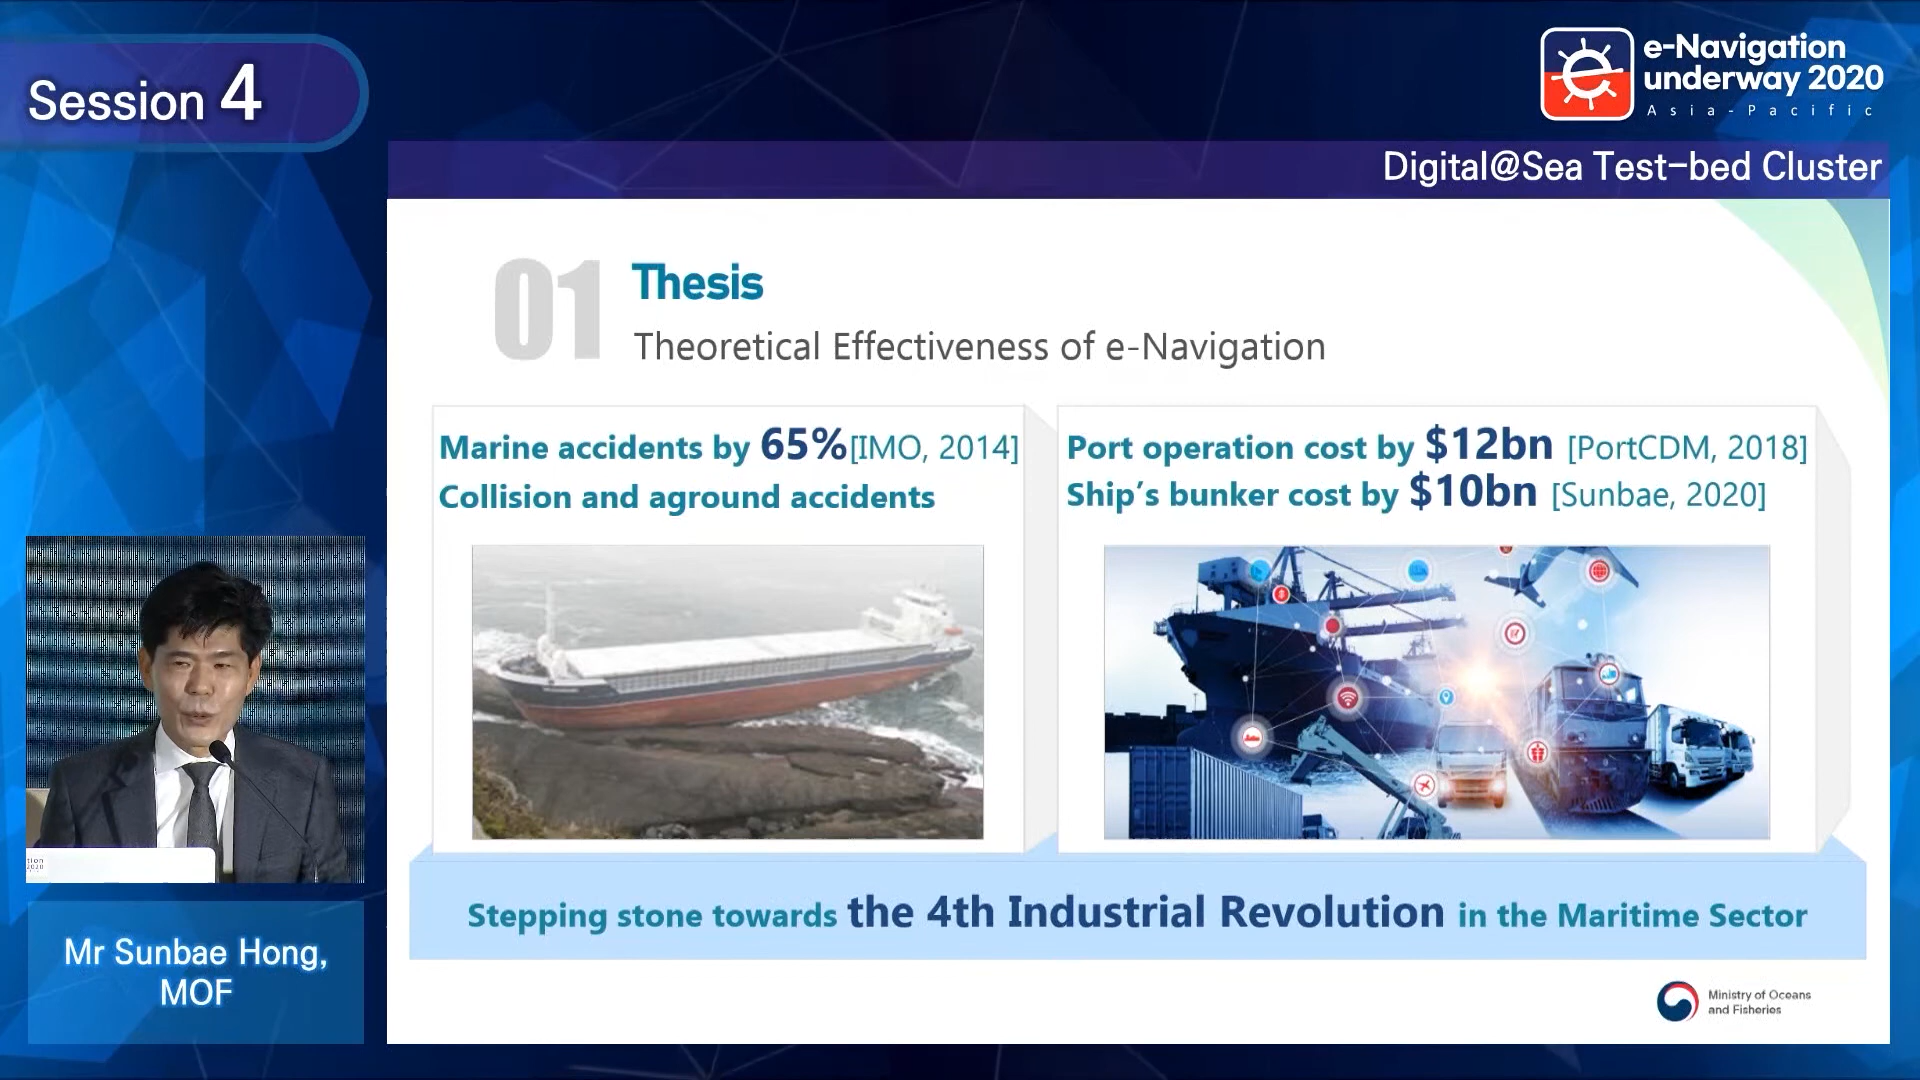 Session 4
e-Navigation
underway 2020
Asia-Pacific
Digital@Sea Test-bed Cluster
01 Thesis
Theoretical Effectiveness of e-Navigation
Marine accidents by 65%[IMO, 2014]
Collision and aground accidents
Port operation cost by $12bn [PortCDM, 2018]
Ship's bunker cost by $10bn [Sunbae, 2020]
Stepping stone towards the 4th Industrial Revolution in the Maritime Sector
Mr Sunbae Hong,
MOF
Ministry of Oceans
and Fisheries